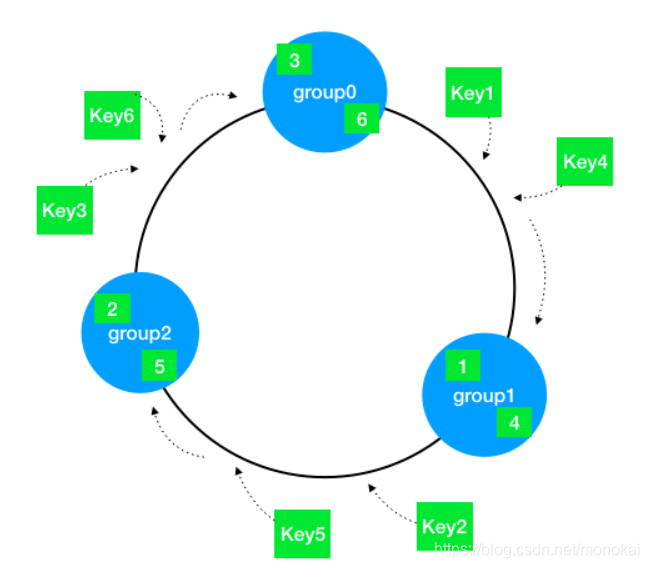 3
group0
6
Key1
Key6
Key4
Key3
2
group2
5
1
group1
4
Key5
Key2
https://blog.csdn.net/monokai